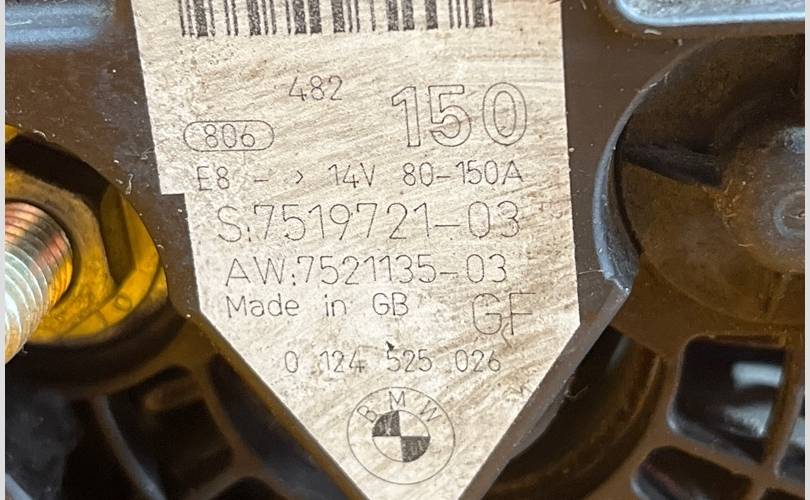 482
150
806
E8 - > 14V 80-150A
S:7519721-03
AW:7521135-03
Made in GB GF
0 124 525 026
BMW